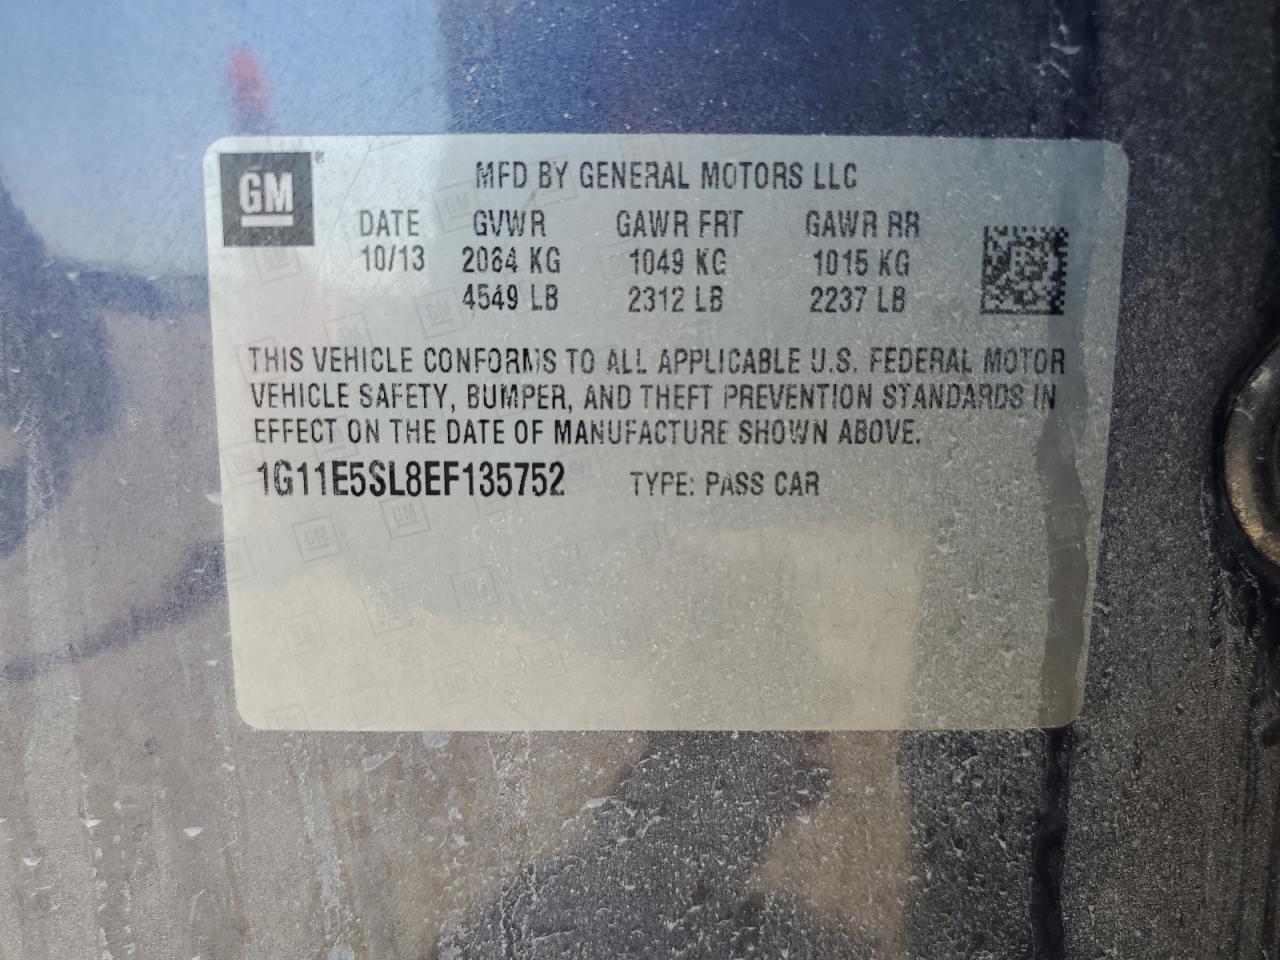 GM®
MFD BY GENERAL MOTORS LLC
DATE GVWR GAWR FRT GAWR RR
10/13 2064 KG 1049 KG 1015 KG
4549 LB 2312 LB 2237 LB
THIS VEHICLE CONFORMS TO ALL APPLICABLE U.S. FEDERAL MOTOR
VEHICLE SAFETY, BUMPER, AND THEFT PREVENTION STANDARDS IN
EFFECT ON THE DATE OF MANUFACTURE SHOWN ABOVE.
1G11E5SL8EF135752 TYPE: PASS CAR